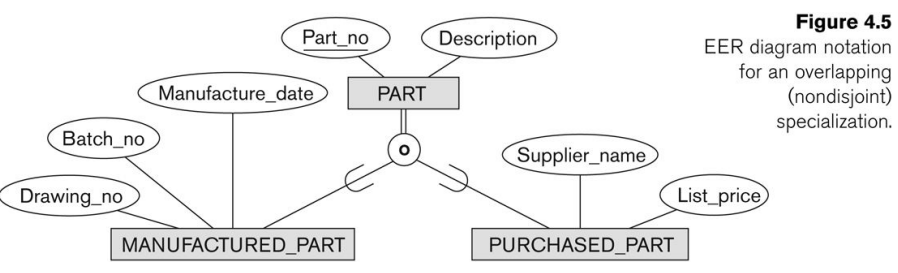 Figure 4.5
EER diagram notation
for an overlapping
(nondisjoint)
specialization.
Part_no
Description
PART
Manufacture_date
Batch_no
Drawing_no
o
Supplier_name
List_price
MANUFACTURED_PART
PURCHASED_PART